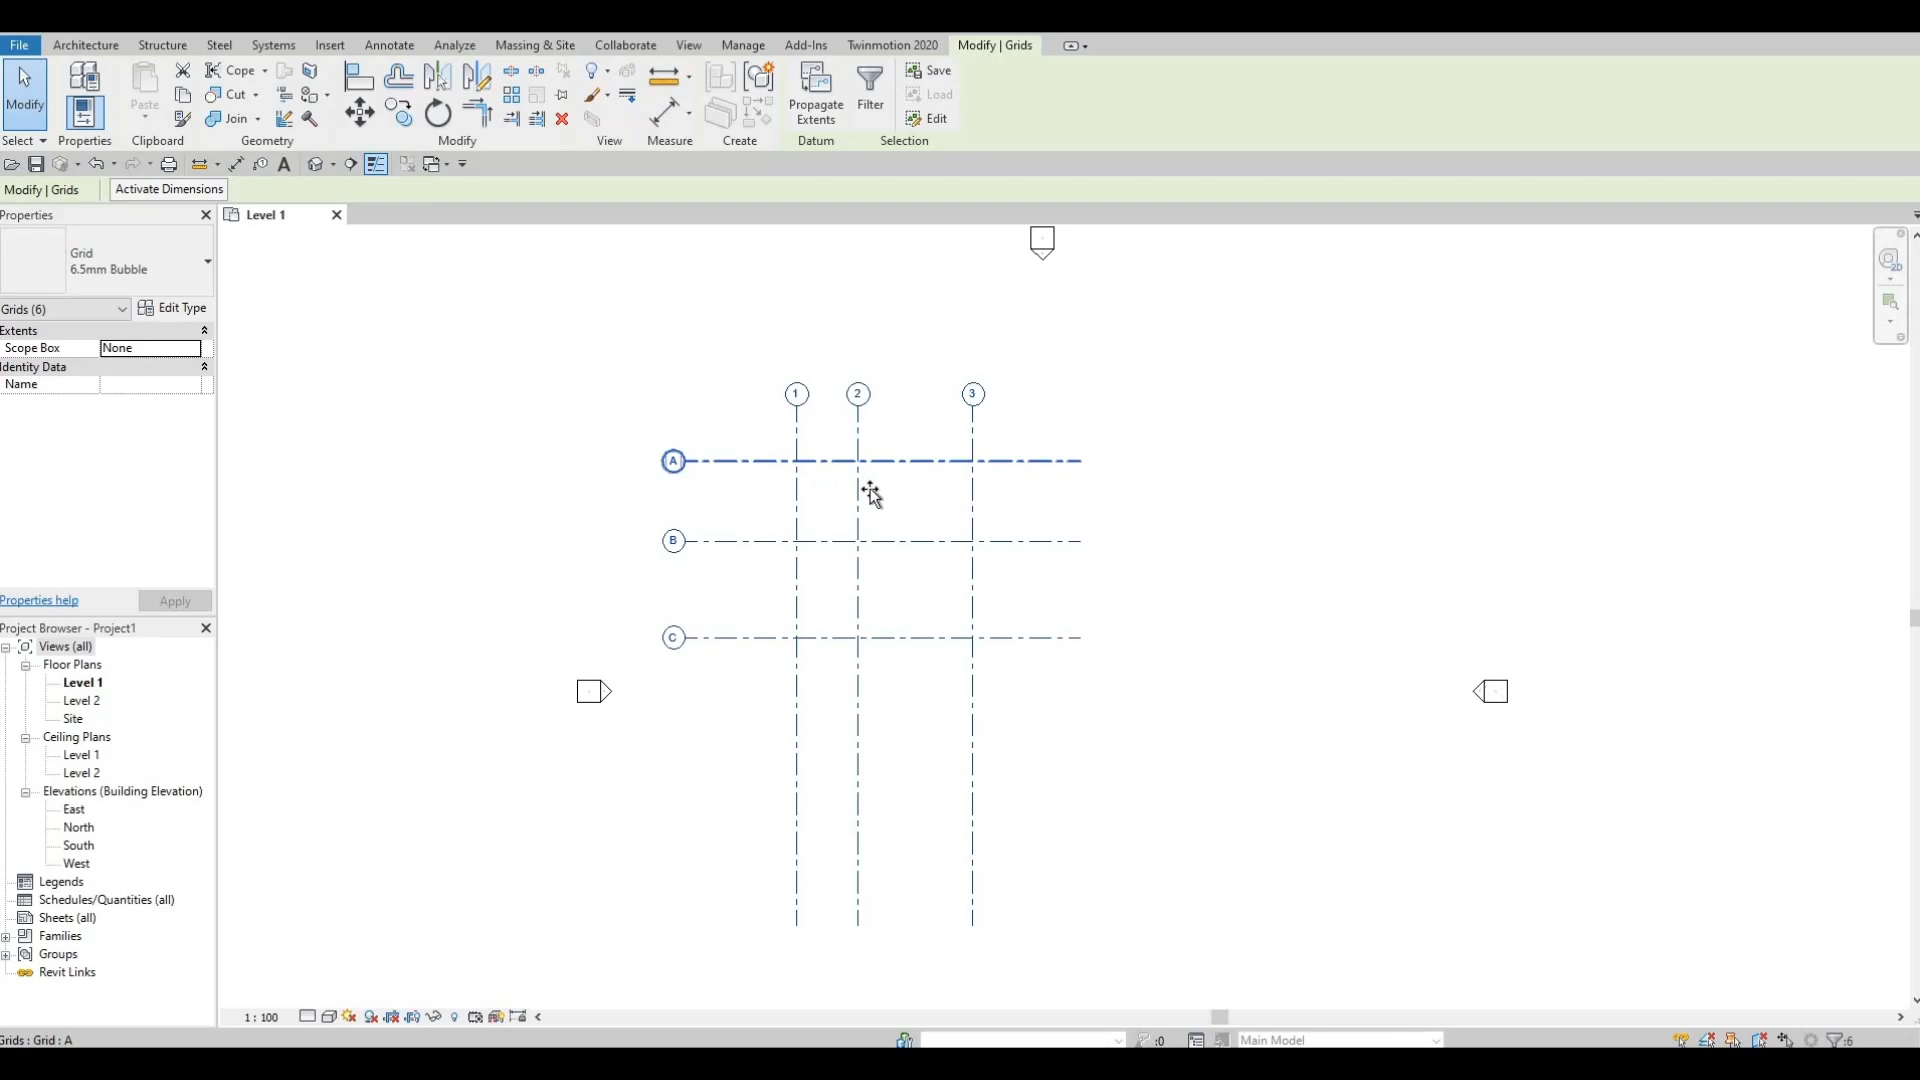 File Architecture Structure Steel Systems Insert Annotate Analyze Massing & Site Collaborate View Manage Add-Ins Twinmotion 2020 Modify | Grids
Cope Save
Modify Paste Cut Propagate Extents Filter Load
Join Edit
Select Properties Clipboard Geometry Modify View Measure Create Datum Selection
A
Modify | Grids Activate Dimensions
Properties Level 1
Grid
6.5mm Bubble
Grids (6) Edit Type
Extents
Scope Box None
Identity Data
Name
2D
1 2 3
A
B
C
Properties help Apply
Project Browser - Project1
Views (all)
Floor Plans
Level 1
Level 2
Site
Ceiling Plans
Level 1
Level 2
Elevations (Building Elevation)
East
North
South
West
Legends
Schedules/Quantities (all)
Sheets (all)
Families
Groups
Revit Links
1 : 100
Grids : Grid : A :0 Main Model :6